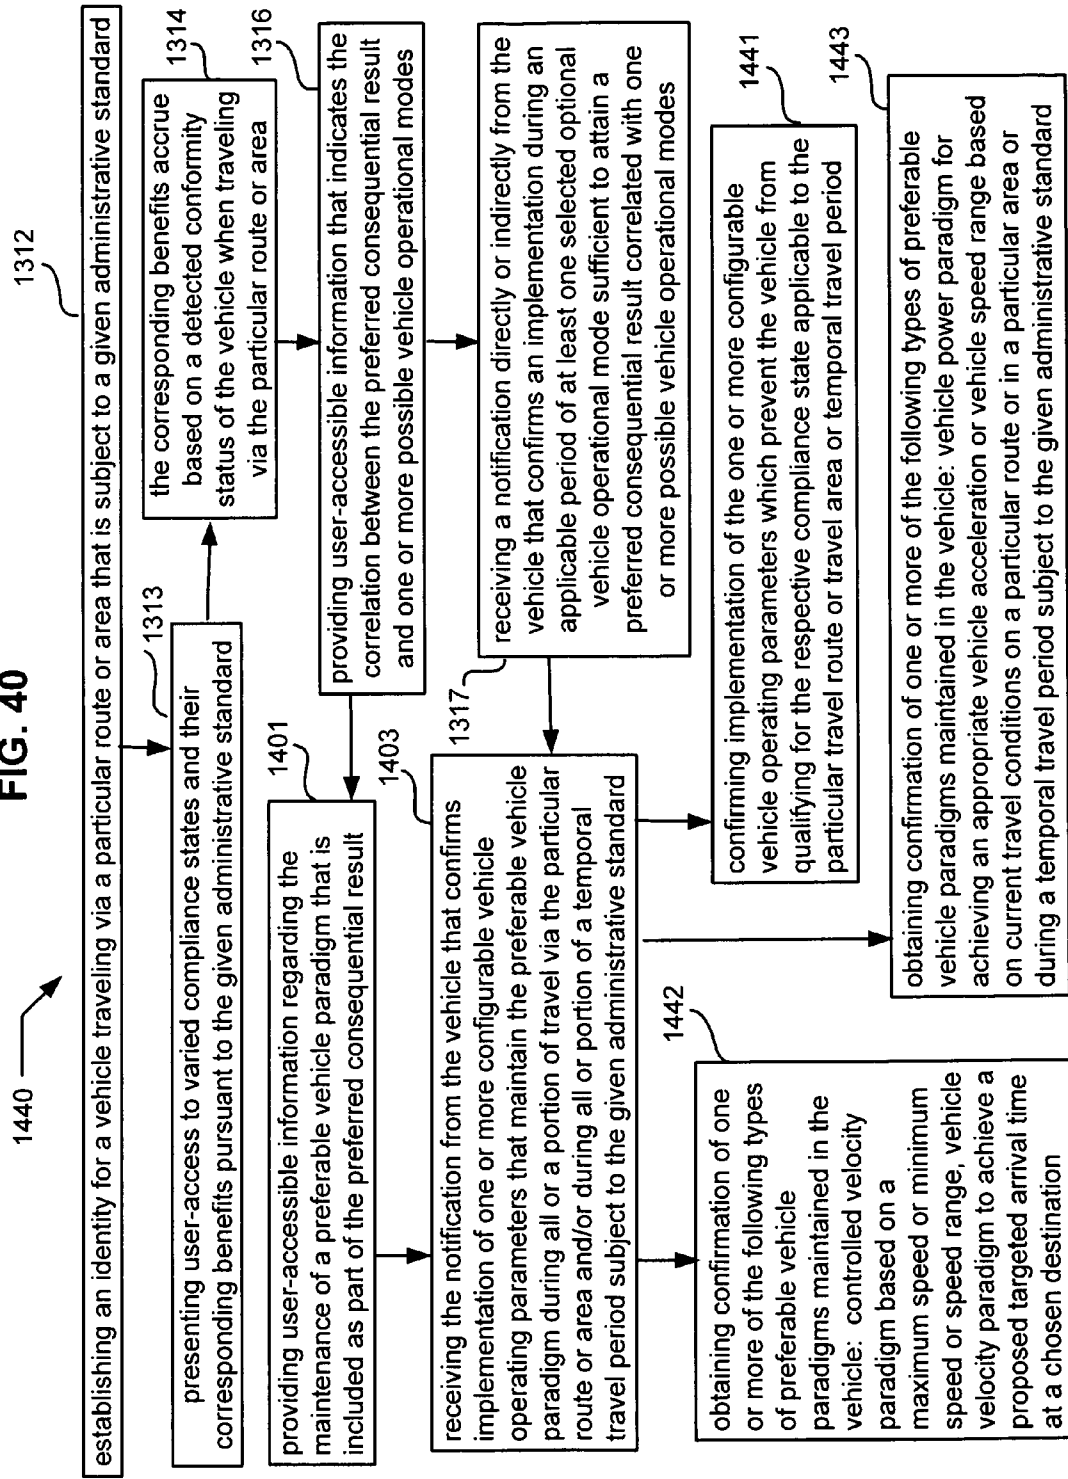 FIG. 40
1440
1312
establishing an identity for a vehicle traveling via a particular route or area that is subject to a given administrative standard
1313
presenting user-access to varied compliance states and their
corresponding benefits pursuant to the given administrative standard
1314
the corresponding benefits accrue
based on a detected conformity
status of the vehicle when traveling
via the particular route or area
1316
providing user-accessible information that indicates the
correlation between the preferred consequential result
and one or more possible vehicle operational modes
1401
providing user-accessible information regarding the
maintenance of a preferable vehicle paradigm that is
included as part of the preferred consequential result
1317
receiving a notification directly or indirectly from the
vehicle that confirms an implementation during an
applicable period of at least one selected optional
vehicle operational mode sufficient to attain a
preferred consequential result correlated with one
or more possible vehicle operational modes
1403
receiving the notification from the vehicle that confirms
implementation of one or more configurable vehicle
operating parameters that maintain the preferable vehicle
paradigm during all or a portion of travel via the particular
route or area and/or during all or portion of a temporal
travel period subject to the given administrative standard
1441
confirming implementation of the one or more configurable
vehicle operating parameters which prevent the vehicle from
qualifying for the respective compliance state applicable to the
particular travel route or travel area or temporal travel period
1442
obtaining confirmation of one
or more of the following types
of preferable vehicle
paradigms maintained in the
vehicle: controlled velocity
paradigm based on a
maximum speed or minimum
speed or speed range, vehicle
velocity paradigm to achieve a
proposed targeted arrival time
at a chosen destination
1443
obtaining confirmation of one or more of the following types of preferable
vehicle paradigms maintained in the vehicle: vehicle power paradigm for
achieving an appropriate vehicle acceleration or vehicle speed range based
on current travel conditions on a particular route or in a particular area or
during a temporal travel period subject to the given administrative standard